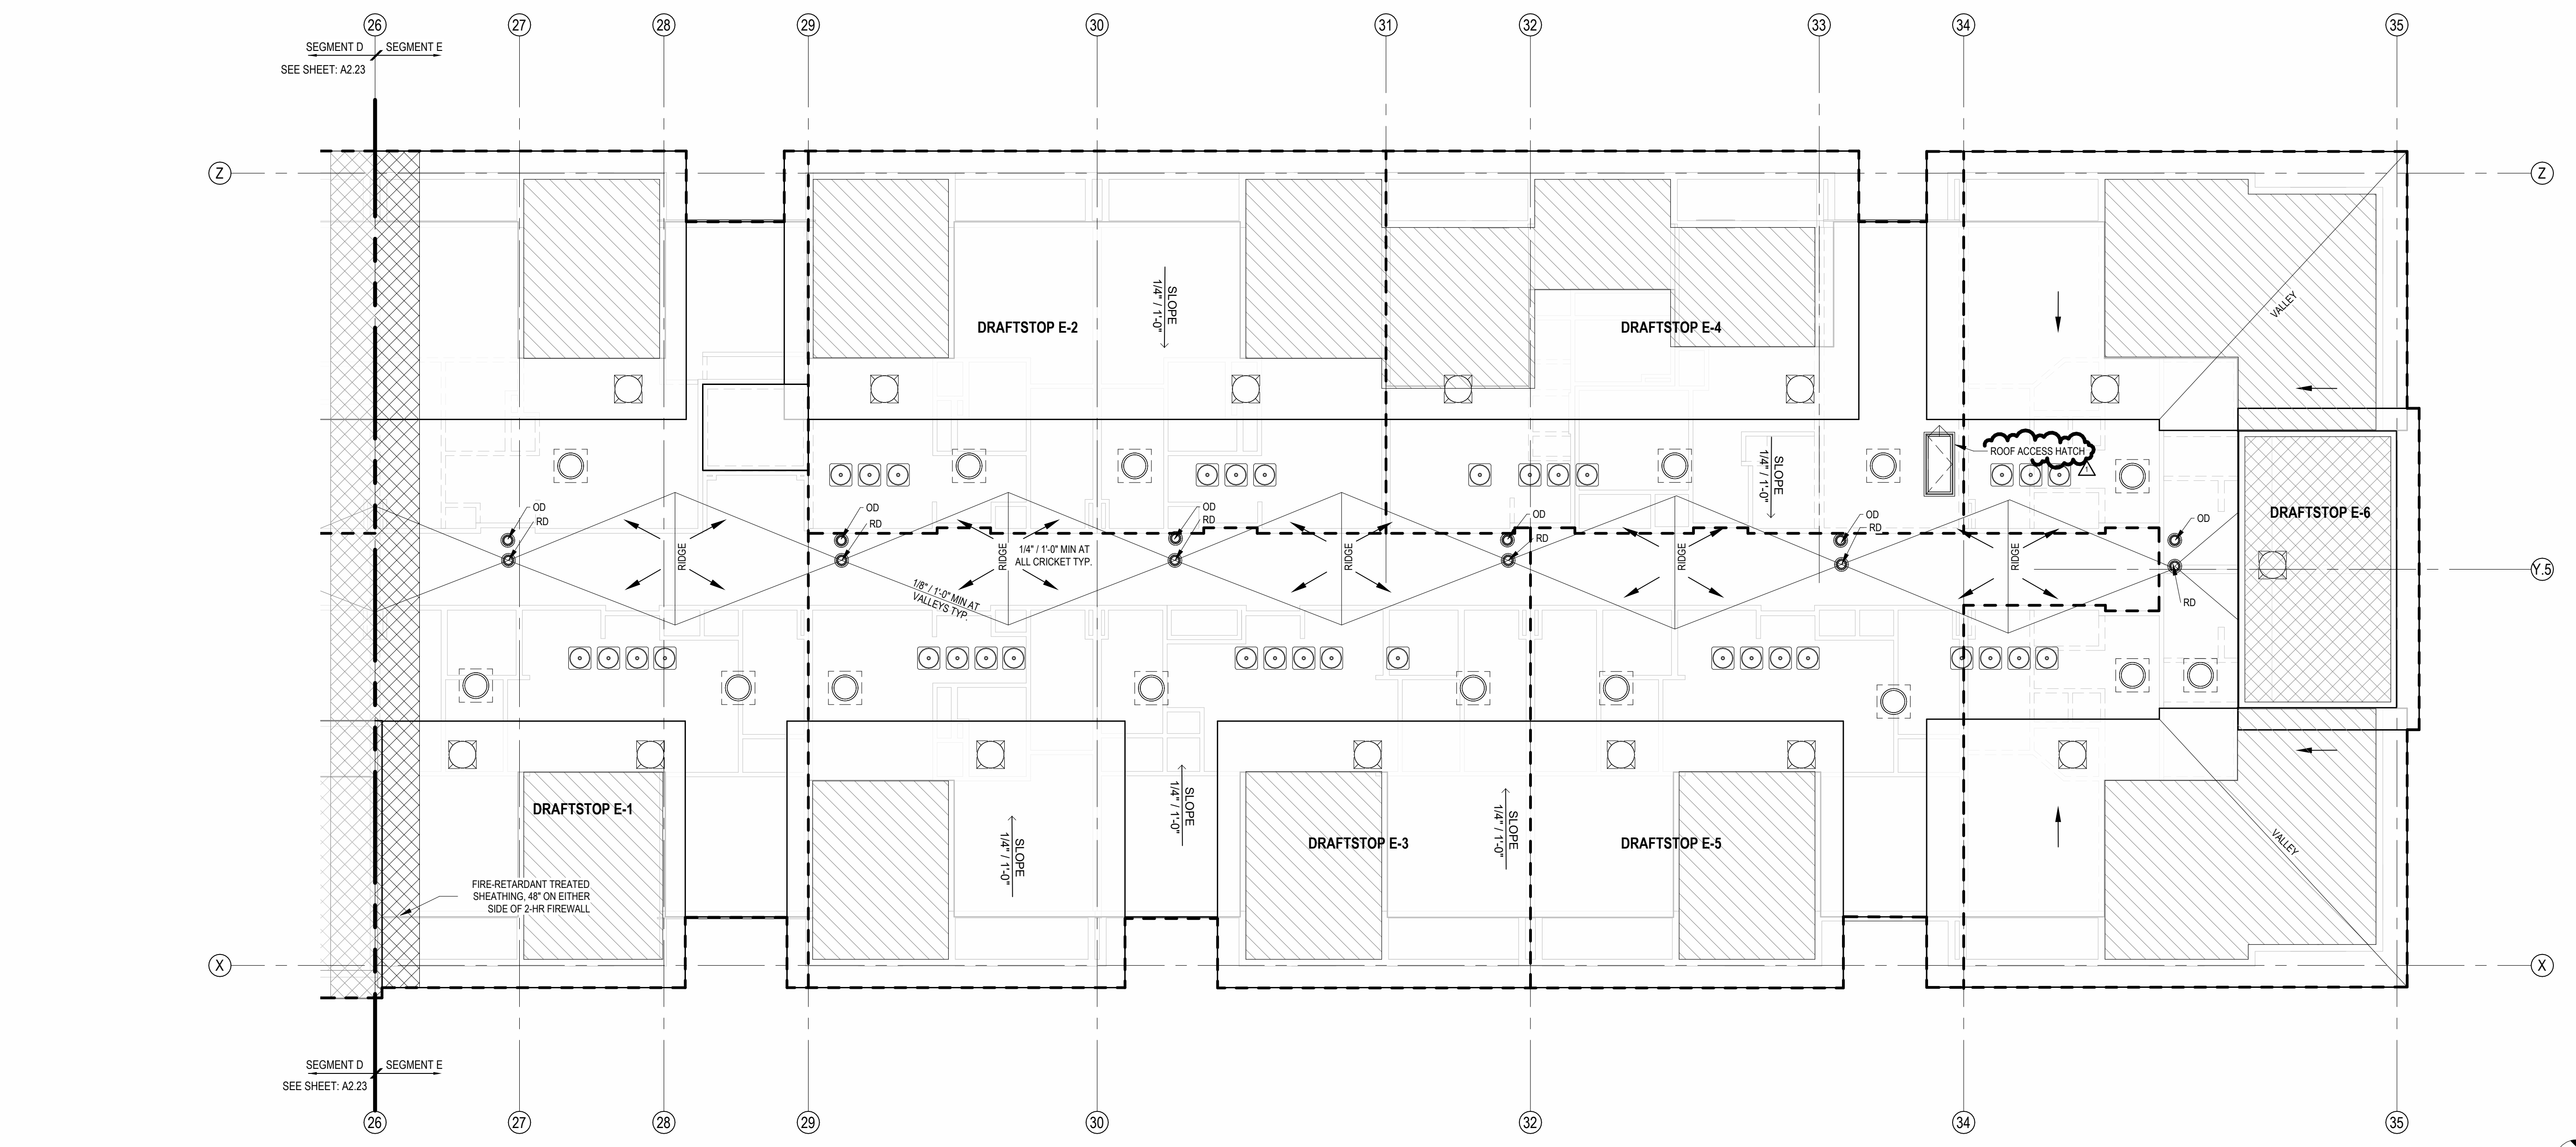 26 27 28 29 30 31 32 33 34 35
SEGMENT D SEGMENT E
SEE SHEET: A2.23
Z Z
VALLEY
SLOPE
1/4" / 1'-0"
DRAFTSTOP E-2
DRAFTSTOP E-4
SLOPE
1/4" / 1'-0"
ROOF ACCESS HATCH
1
DRAFTSTOP E-6
OD
RD
OD
RD
OD
RD
OD
RD
OD
RD
OD
RD
RIDGE
RIDGE
RIDGE
RIDGE
RIDGE
1/4" / 1'-0" MIN AT
ALL CRICKET TYP.
1/8" / 1'-0" MIN AT
VALLEYS TYP.
Y.5
DRAFTSTOP E-1
SLOPE
1/4" / 1'-0"
SLOPE
1/4" / 1'-0"
DRAFTSTOP E-3
SLOPE
1/4" / 1'-0"
DRAFTSTOP E-5
VALLEY
FIRE-RETARDANT TREATED
SHEATHING, 48" ON EITHER
SIDE OF 2-HR FIREWALL
X X
SEGMENT D SEGMENT E
SEE SHEET: A2.23
26 27 28 29 30 32 34 35